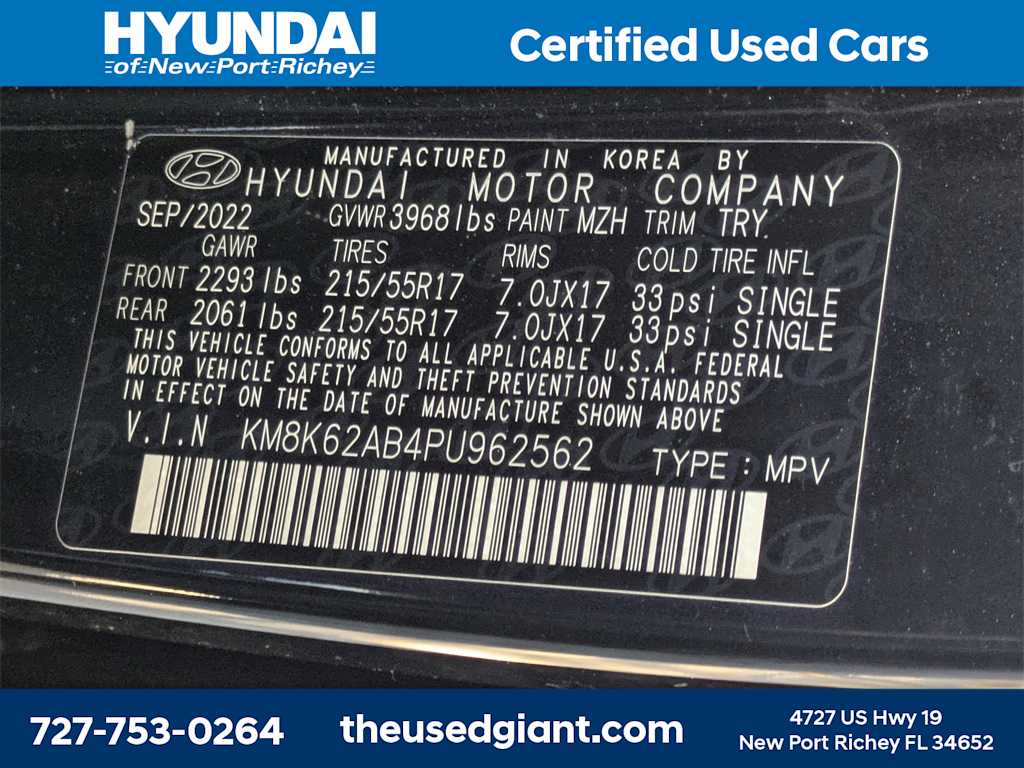 HYUNDAI
of New Port Richey
Certified Used Cars
MANUFACTURED IN KOREA BY
HYUNDAI MOTOR COMPANY
SEP/2022 GVWR 3968 lbs PAINT MZH TRIM TRY
GAWR TIRES RIMS COLD TIRE INFL
FRONT 2293 lbs 215/55R17 7.0JX17 33 psi SINGLE
REAR 2061 lbs 215/55R17 7.0JX17 33 psi SINGLE
THIS VEHICLE CONFORMS TO ALL APPLICABLE U.S.A. FEDERAL
MOTOR VEHICLE SAFETY AND THEFT PREVENTION STANDARDS
IN EFFECT ON THE DATE OF MANUFACTURE SHOWN ABOVE
V.I.N KM8K62AB4PU962562 TYPE : MPV
727-753-0264
theusedgiant.com
4727 US Hwy 19
New Port Richey FL 34652